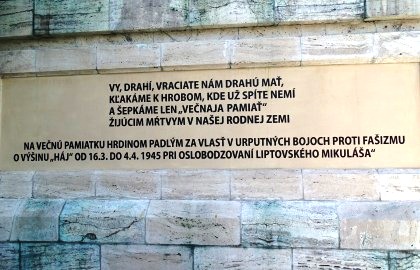 VY, DRAHÍ, VRACIATE NÁM DRAHÚ MAŤ,
KĽAKÁME K HROBOM, KDE UŽ SPÍTE NEMÍ
A ŠEPKÁME LEN „VEČNAJA PAMIAŤ"
ŽIJÚCIM MŔTVYM V NAŠEJ RODNEJ ZEMI
NA VEČNÚ PAMIATKU HRDINOM PADLÝM ZA VLASŤ V URPUTNÝCH BOJOCH PROTI FAŠIZMU
O VÝŠINU „HÁJ" OD 16.3. DO 4.4. 1945 PRI OSLOBODZOVANÍ LIPTOVSKÉHO MIKULÁŠA"